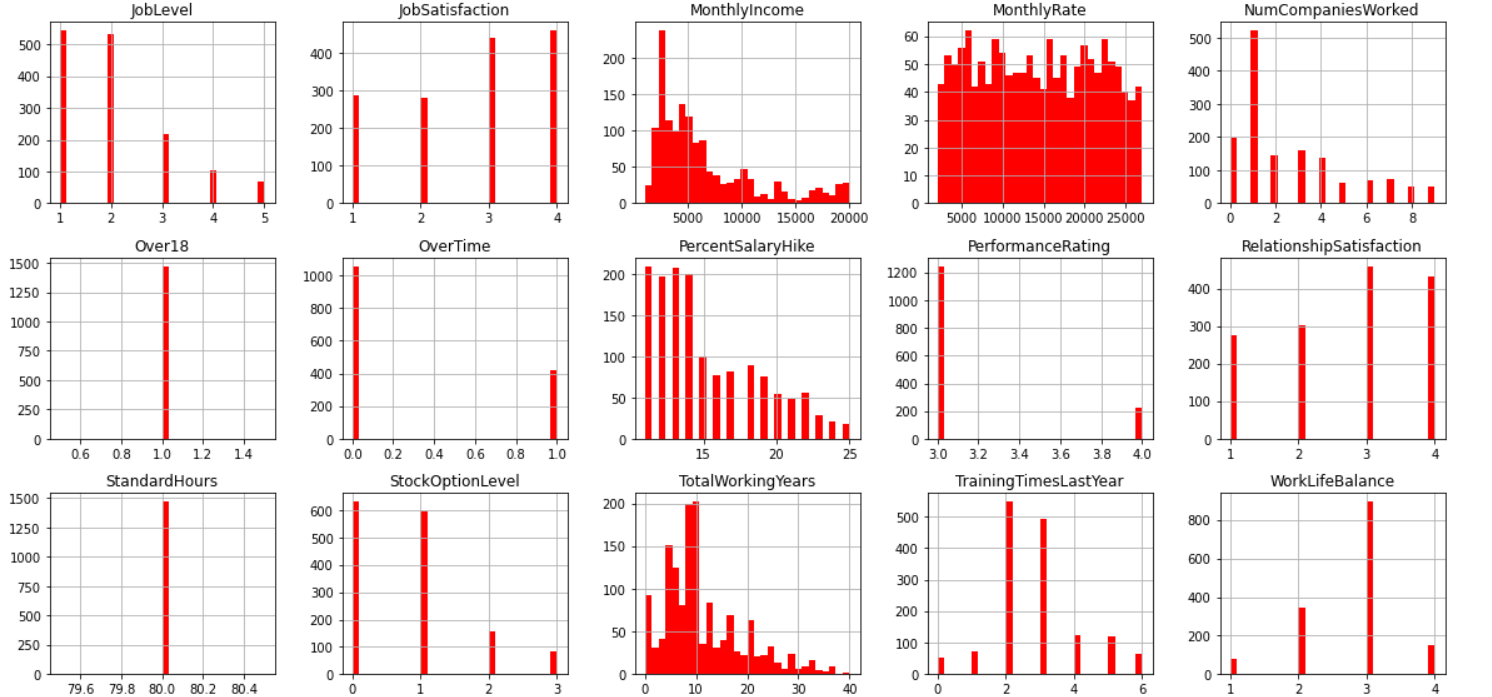 JobLevel JobSatisfaction MonthlyIncome MonthlyRate NumCompaniesWorked
500 400 300 200 100 0
1 2 3 4 5
400 300 200 100 0
1 2 3 4
200 150 100 50 0
5000 10000 15000 20000
60 50 40 30 20 10 0
5000 10000 15000 20000 25000
500 400 300 200 100 0
0 2 4 6 8
Over18 OverTime PercentSalaryHike PerformanceRating RelationshipSatisfaction
1500 1250 1000 750 500 250 0
0.6 0.8 1.0 1.2 1.4
1000 800 600 400 200 0
0.0 0.2 0.4 0.6 0.8 1.0
200 150 100 50 0
15 20 25
1200 1000 800 600 400 200 0
3.0 3.2 3.4 3.6 3.8 4.0
400 300 200 100 0
1 2 3 4
StandardHours StockOptionLevel TotalWorkingYears TrainingTimesLastYear WorkLifeBalance
1500 1250 1000 750 500 250 0
79.6 79.8 80.0 80.2 80.4
600 500 400 300 200 100 0
0 1 2 3
200 150 100 50 0
0 10 20 30 40
500 400 300 200 100 0
0 2 4 6
800 600 400 200 0
1 2 3 4